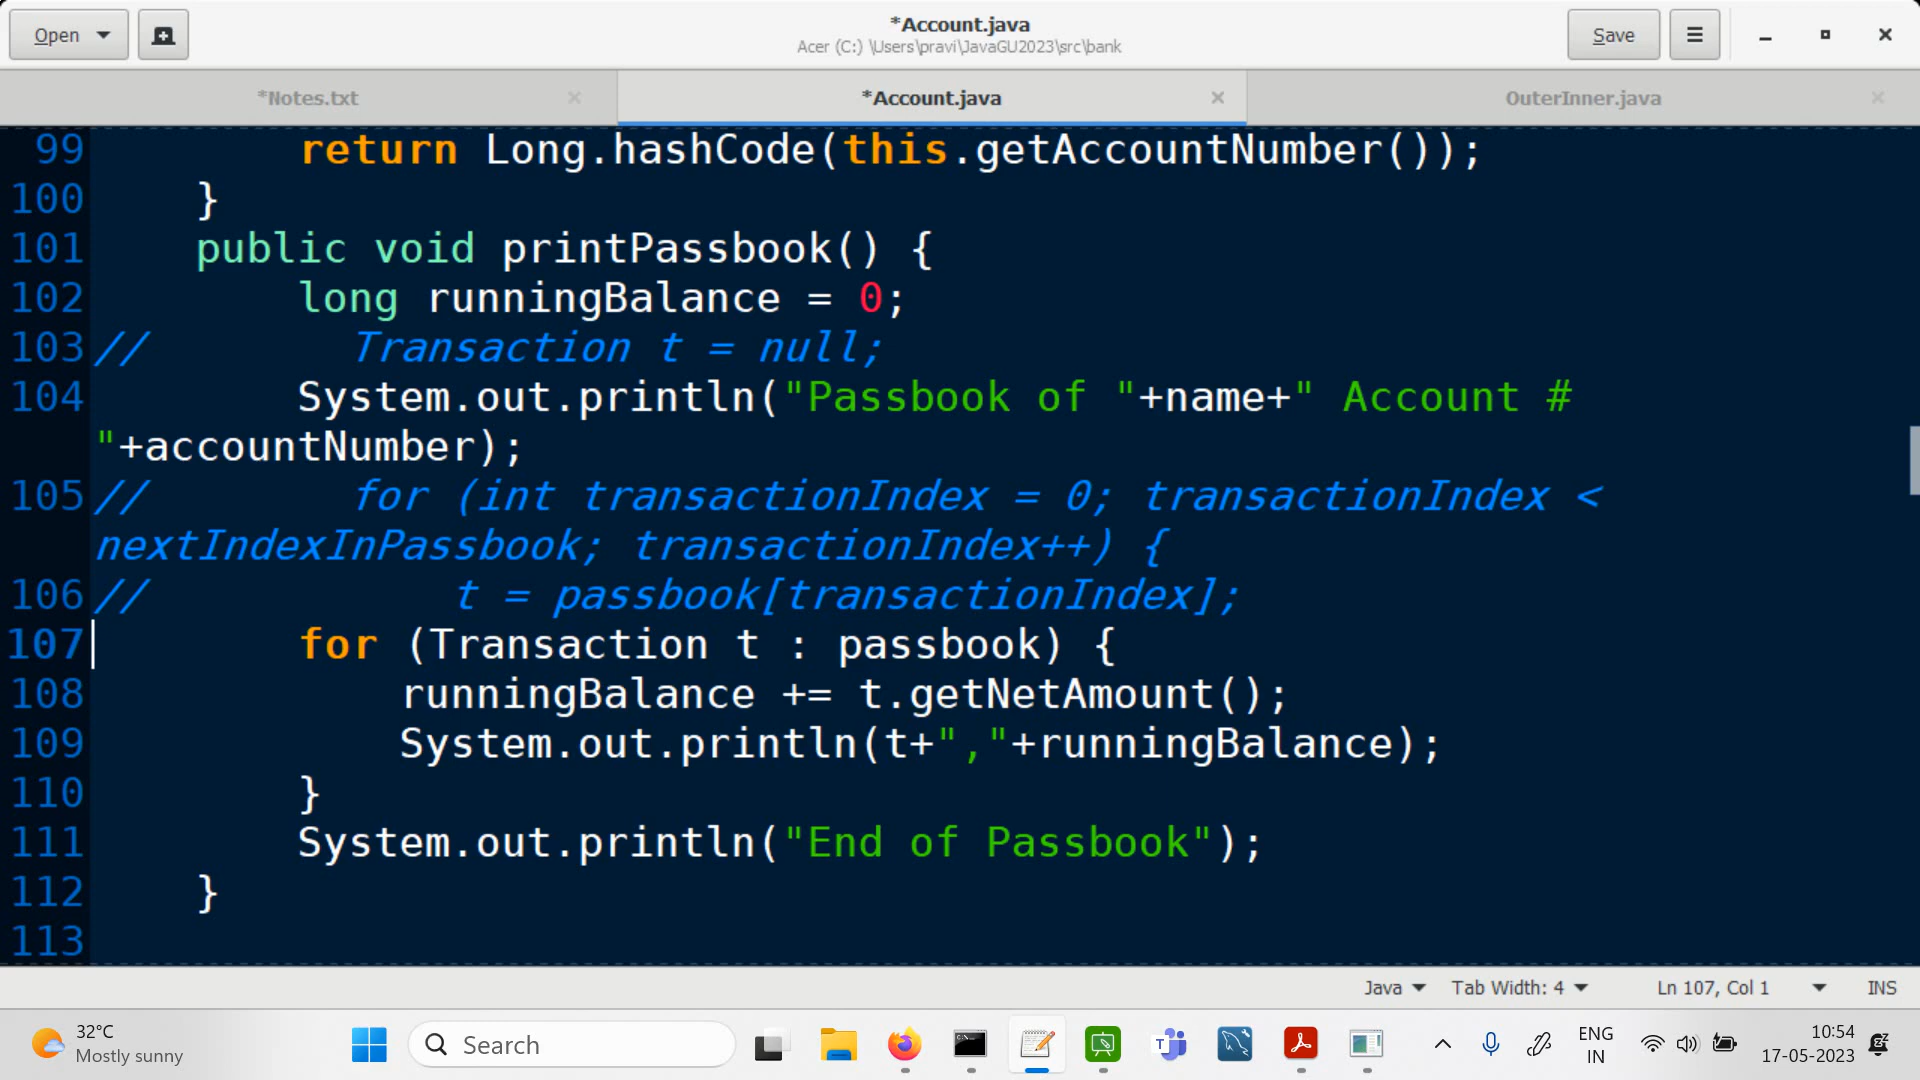 Open
*Account.java
Acer (C:) \Users\pravi\JavaGU2023\src\bank
Save
*Notes.txt
*Account.java
OuterInner.java
99 return Long.hashCode(this.getAccountNumber());
100 }
101 public void printPassbook() {
102 long runningBalance = 0;
103 // Transaction t = null;
104 System.out.println("Passbook of "+name+" Account #
"+accountNumber);
105 // for (int transactionIndex = 0; transactionIndex <
nextIndexInPassbook; transactionIndex++) {
106 // t = passbook[transactionIndex];
107 for (Transaction t : passbook) {
108 runningBalance += t.getNetAmount();
109 System.out.println(t+","+runningBalance);
110 }
111 System.out.println("End of Passbook");
112 }
113
Java Tab Width: 4 Ln 107, Col 1 INS
32°C
Mostly sunny
Search
ENG
IN
10:54
17-05-2023